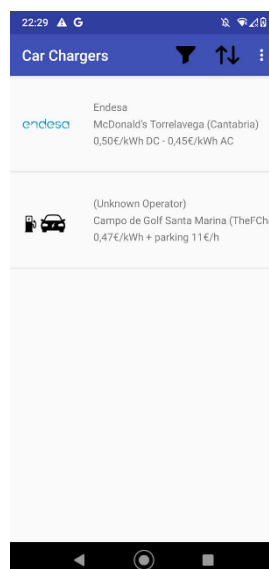 22:29 G
Car Chargers
Endesa
endesa
McDonald's Torrelavega (Cantabria)
0,50€/kWh DC - 0,45€/kWh AC
(Unknown Operator)
Campo de Golf Santa Marina (TheFCh
0,47€/kWh + parking 11€/h